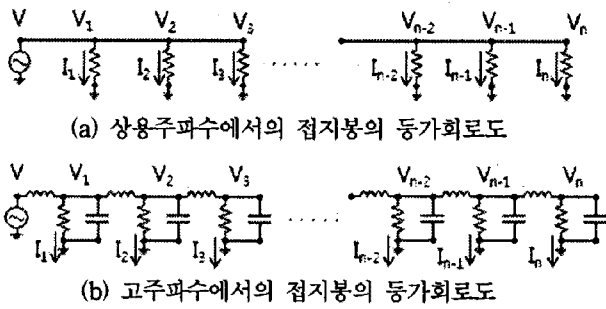 V V₁ V₂ V₃ Vₙ₋₂ Vₙ₋₁ Vₙ
I₁ I₂ I₃ Iₙ₋₂ Iₙ₋₁ Iₙ
(a) 상용주파수에서의 접지봉의 등가회로도
V V₁ V₂ V₃ Vₙ₋₂ Vₙ₋₁ Vₙ
I₁ I₂ I₃ Iₙ₋₂ Iₙ₋₁ Iₙ
(b) 고주파수에서의 접지봉의 등가회로도